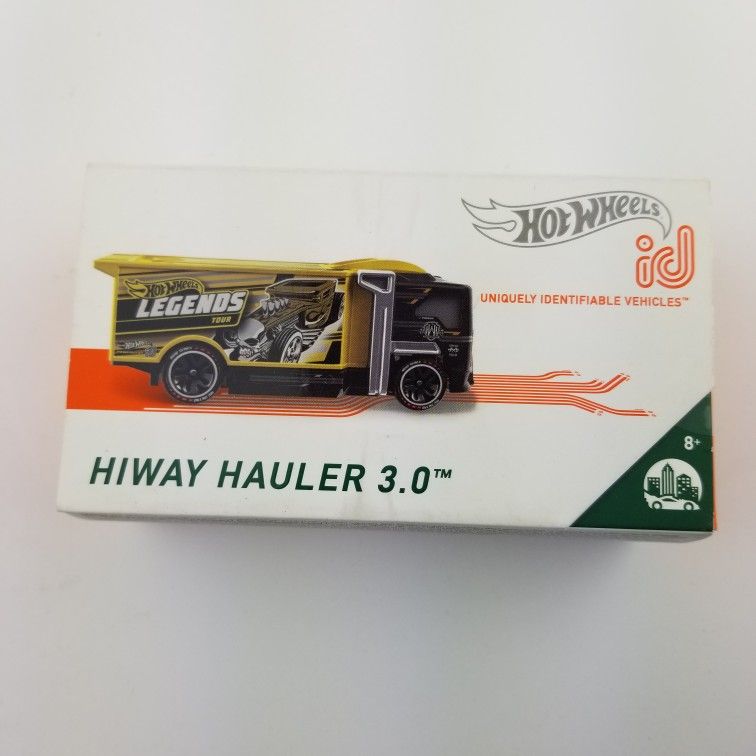 Hot Wheels
id
UNIQUELY IDENTIFIABLE VEHICLES™
Hot Wheels
LEGENDS
TOUR
HIWAY HAULER 3.0™
8+